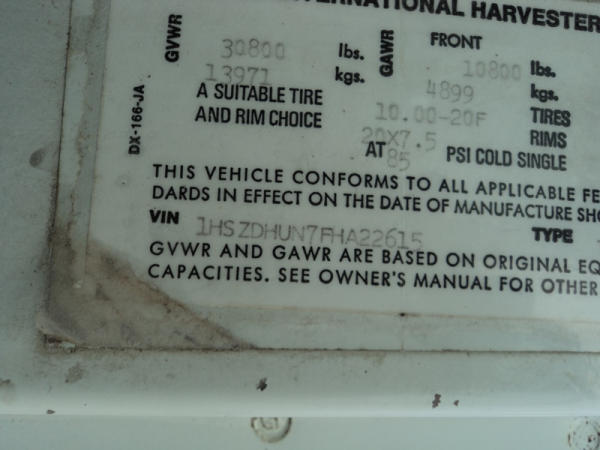 INTERNATIONAL HARVESTER
GVWR 30800 lbs. GAWR FRONT 10800 lbs.
13971 kgs. 4899 kgs.
A SUITABLE TIRE 10.00-20F TIRES
AND RIM CHOICE 20X7.5 RIMS
AT 85 PSI COLD SINGLE
DX-166-JA
THIS VEHICLE CONFORMS TO ALL APPLICABLE FE
DARDS IN EFFECT ON THE DATE OF MANUFACTURE SHO
VIN 1HSZDHUN7FHA22615 TYPE
GVWR AND GAWR ARE BASED ON ORIGINAL EQ
CAPACITIES. SEE OWNER'S MANUAL FOR OTHER